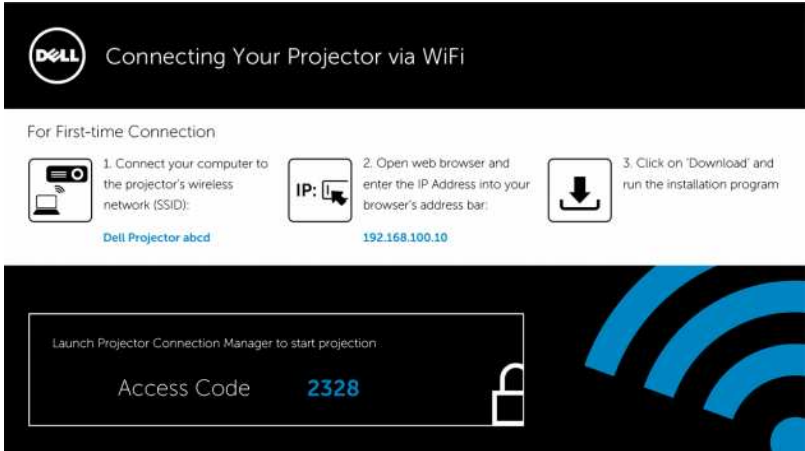 DELL
Connecting Your Projector via WiFi
For First-time Connection
1. Connect your computer to
the projector's wireless
network (SSID):
Dell Projector abcd
IP:
2. Open web browser and
enter the IP Address into your
browser's address bar:
192.168.100.10
3. Click on 'Download' and
run the installation program
Launch Projector Connection Manager to start projection
Access Code 2328